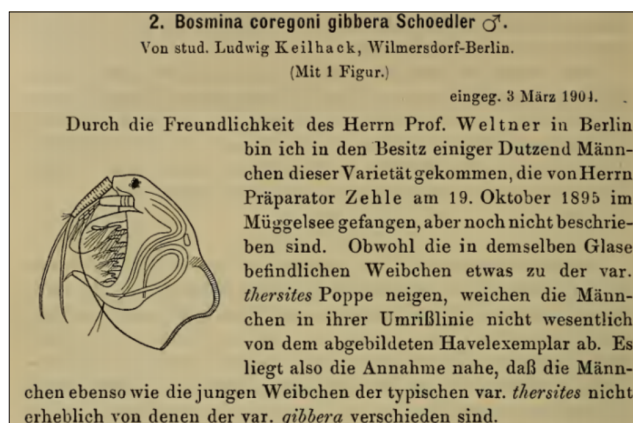 2. Bosmina coregoni gibbera Schoedler ♂.
Von stud. Ludwig Keilhack, Wilmersdorf-Berlin.
(Mit 1 Figur.)
eingeg. 3 März 1904.
Durch die Freundlichkeit des Herrn Prof. Weltner in Berlin
bin ich in den Besitz einiger Dutzend Männ-
chen dieser Varietät gekommen, die von Herrn
Präparator Zehle am 19. Oktober 1895 im
Müggelsee gefangen, aber noch nicht beschrie-
ben sind. Obwohl die in demselben Glase
befindlichen Weibchen etwas zu der var.
thersites Poppe neigen, weichen die Männ-
chen in ihrer Umrißlinie nicht wesentlich
von dem abgebildeten Havelexemplar ab. Es
liegt also die Annahme nahe, daß die Männ-
chen ebenso wie die jungen Weibchen der typischen var. thersites nicht
erheblich von denen der var. gibbera verschieden sind.